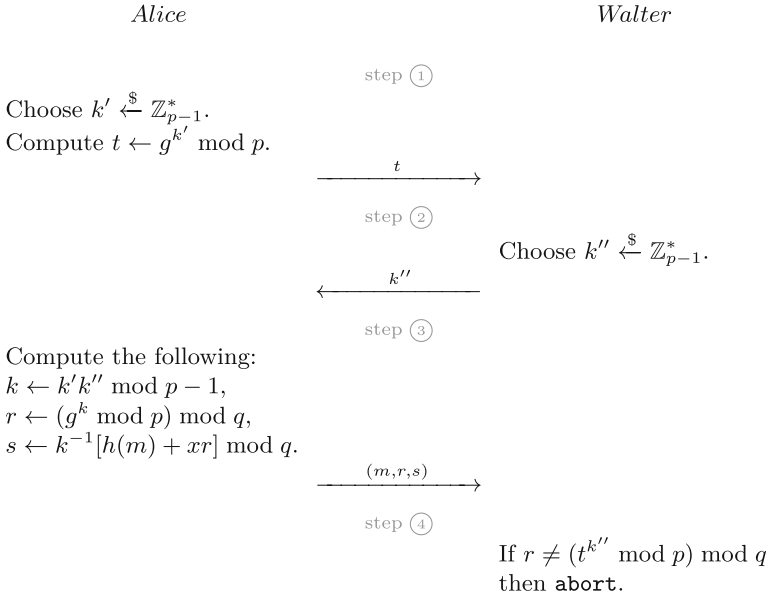 Alice Walter
step ①
Choose k′ ←$ ℤ*ₚ₋₁.
Compute t ← g^{k′} mod p.
t
step ②
Choose k″ ←$ ℤ*ₚ₋₁.
k″
step ③
Compute the following:
k ← k′k″ mod p − 1,
r ← (g^k mod p) mod q,
s ← k⁻¹[h(m) + xr] mod q.
(m,r,s)
step ④
If r ≠ (t^{k″} mod p) mod q
then abort.